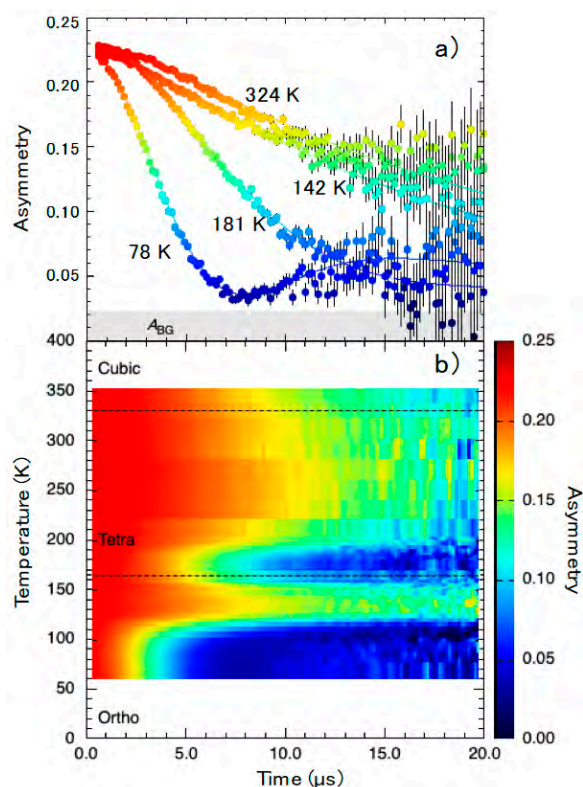 0.25
a)
0.20
324 K
0.15
Asymmetry
142 K
0.10
181 K
78 K
0.05
A_BG
400
b)
0.25
Cubic
350
300
0.20
250
0.15
Temperature (K)
200
Tetra
Asymmetry
150
0.10
100
0.05
50
Ortho
0
0.00
0.0 5.0 10.0 15.0 20.0
Time (μs)